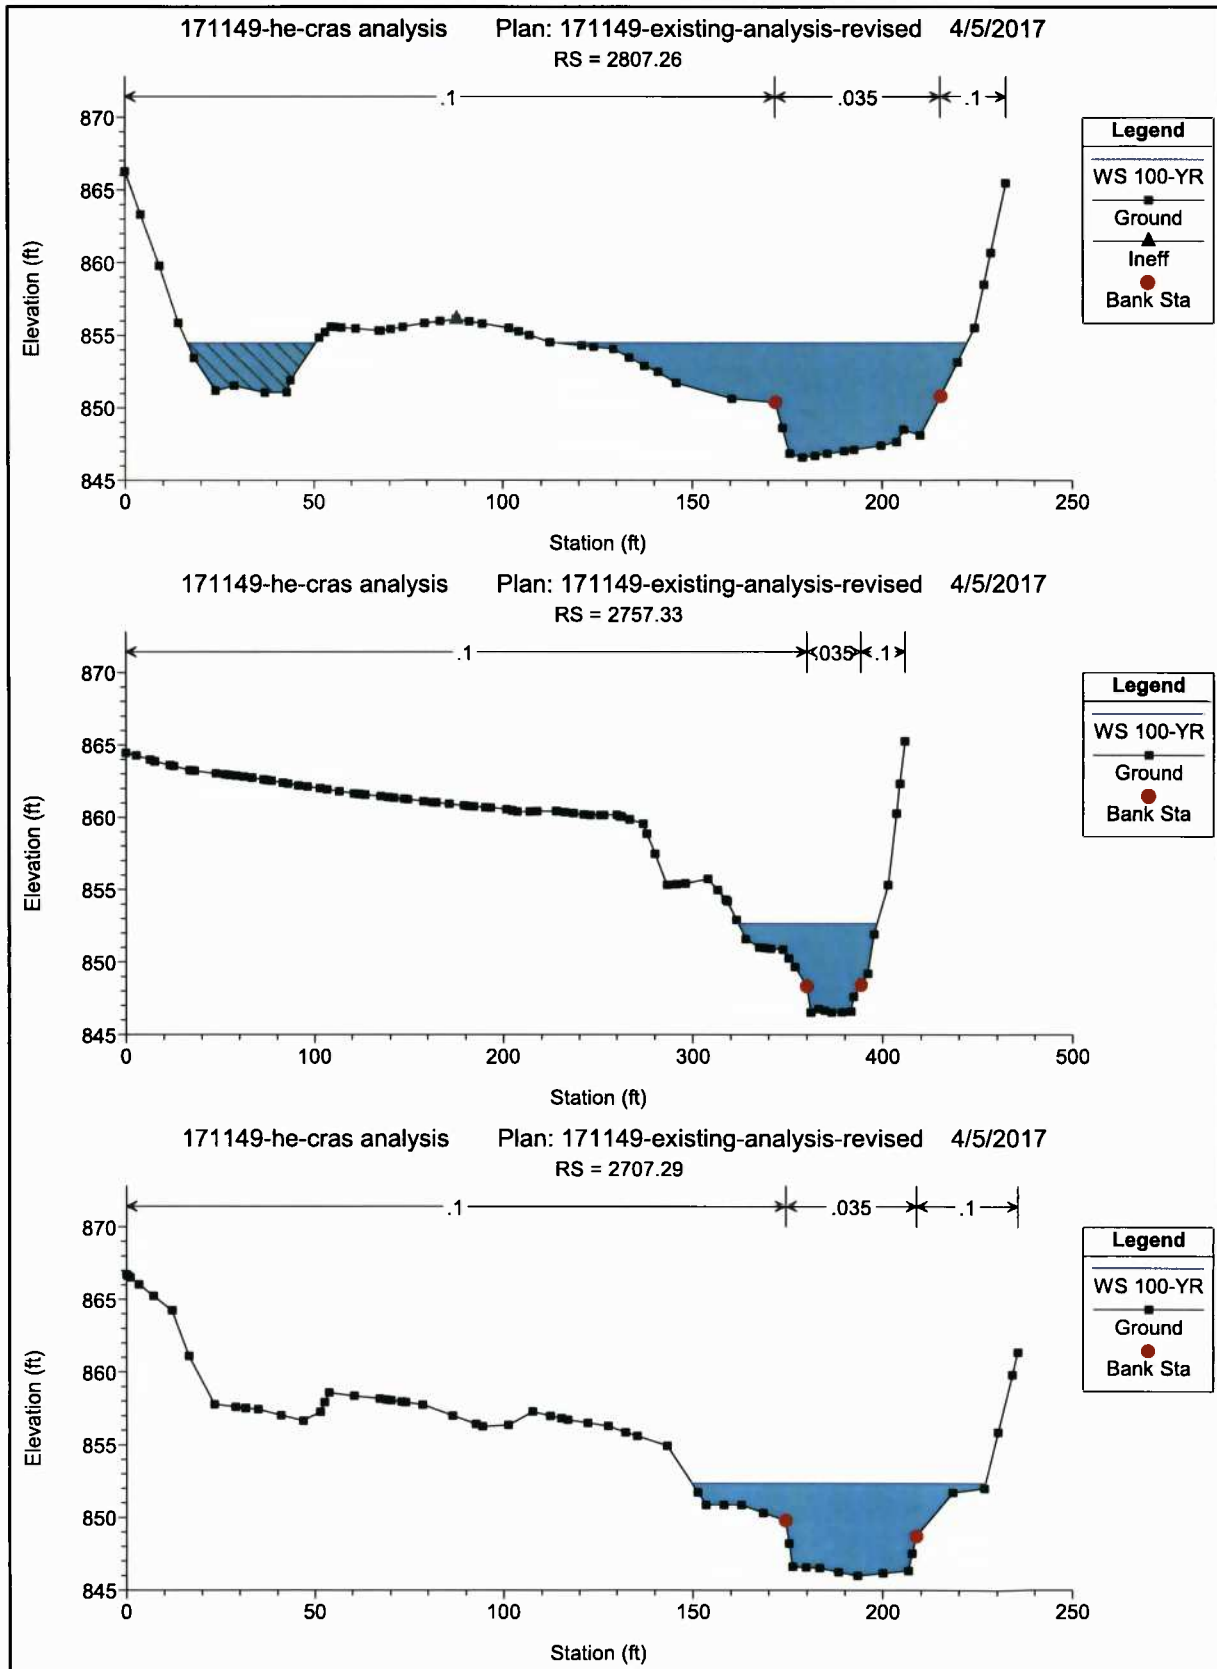 171149-he-cras analysis Plan: 171149-existing-analysis-revised 4/5/2017
RS = 2807.26
.1 .035 .1
870
865
860
855
850
845
Elevation (ft)
0 50 100 150 200 250
Station (ft)
Legend
WS 100-YR
Ground
Ineff
Bank Sta
171149-he-cras analysis Plan: 171149-existing-analysis-revised 4/5/2017
RS = 2757.33
.1 .035 .1
870
865
860
855
850
845
Elevation (ft)
0 100 200 300 400 500
Station (ft)
Legend
WS 100-YR
Ground
Bank Sta
171149-he-cras analysis Plan: 171149-existing-analysis-revised 4/5/2017
RS = 2707.29
.1 .035 .1
870
865
860
855
850
845
Elevation (ft)
0 50 100 150 200 250
Station (ft)
Legend
WS 100-YR
Ground
Bank Sta